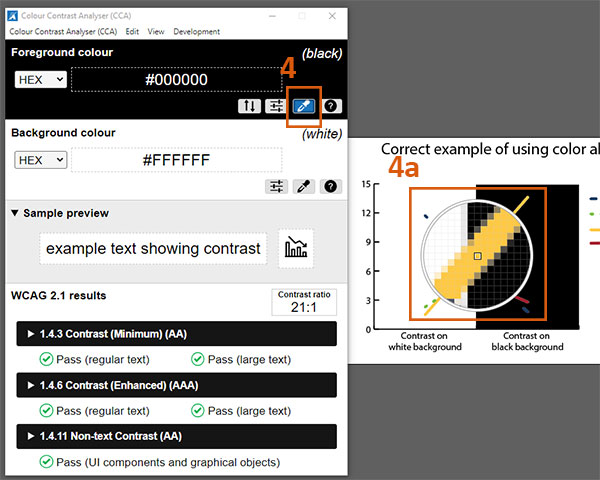 Colour Contrast Analyser (CCA)
Colour Contrast Analyser (CCA) Edit View Development
Foreground colour (black)
4
HEX #000000
?
Background colour (white)
HEX #FFFFFF
?
▼ Sample preview
example text showing contrast
WCAG 2.1 results
Contrast ratio
21:1
1.4.3 Contrast (Minimum) (AA)
Pass (regular text) Pass (large text)
1.4.6 Contrast (Enhanced) (AAA)
Pass (regular text) Pass (large text)
1.4.11 Non-text Contrast (AA)
Pass (UI components and graphical objects)
Correct example of using color al
4a
15
12
9
6
3
0
Contrast on
white background
Contrast on
black background